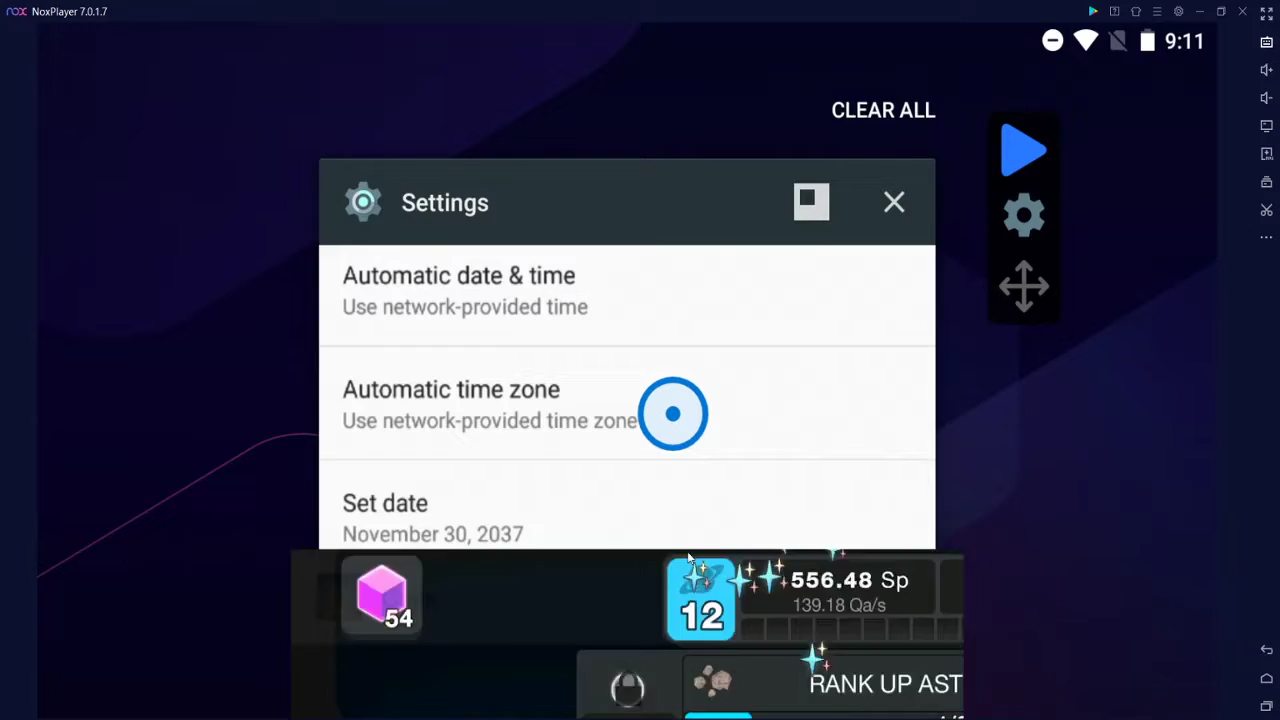 nox NoxPlayer 7.0.1.7
9:11
CLEAR ALL
Settings
Automatic date & time
Use network-provided time
Automatic time zone
Use network-provided time zone
Set date
November 30, 2037
54
12
556.48 Sp
139.18 Qa/s
RANK UP AST